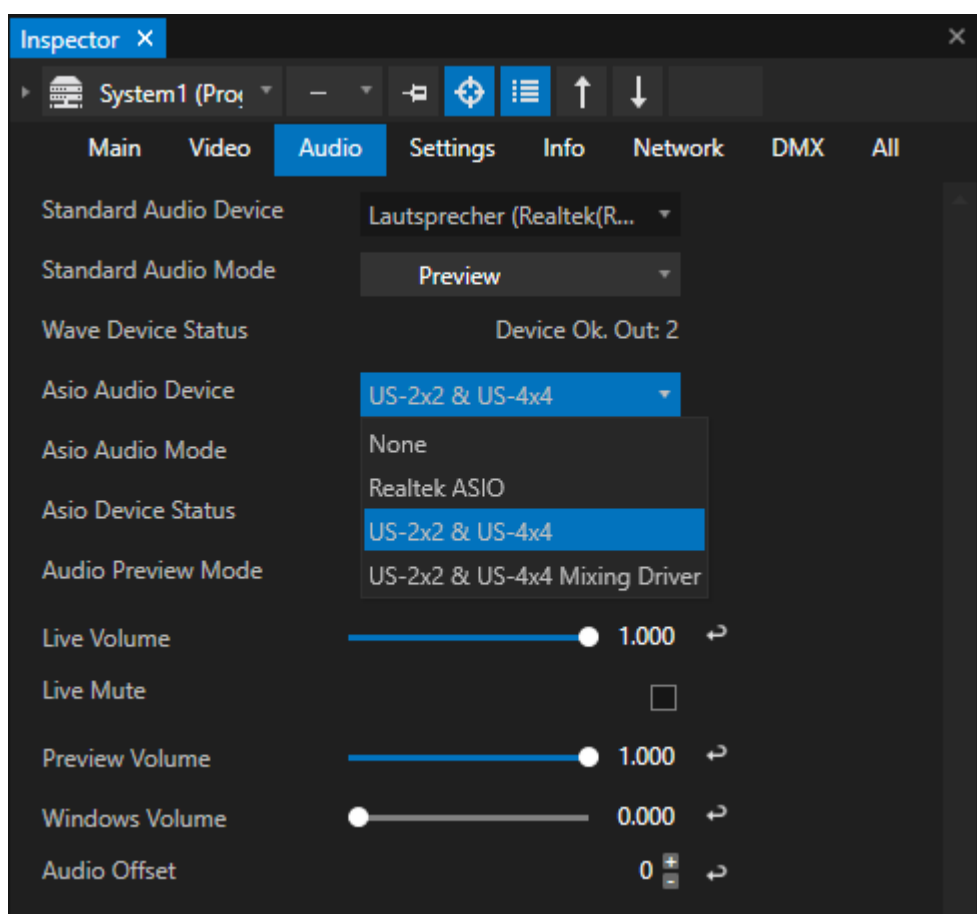 Inspector
System1 (Prog
Main Video Audio Settings Info Network DMX All
Standard Audio Device Lautsprecher (Realtek(R...
Standard Audio Mode Preview
Wave Device Status Device Ok. Out: 2
Asio Audio Device US-2x2 & US-4x4
None
Asio Audio Mode
Realtek ASIO
Asio Device Status
US-2x2 & US-4x4
Audio Preview Mode US-2x2 & US-4x4 Mixing Driver
Live Volume 1.000
Live Mute
Preview Volume 1.000
Windows Volume 0.000
Audio Offset 0